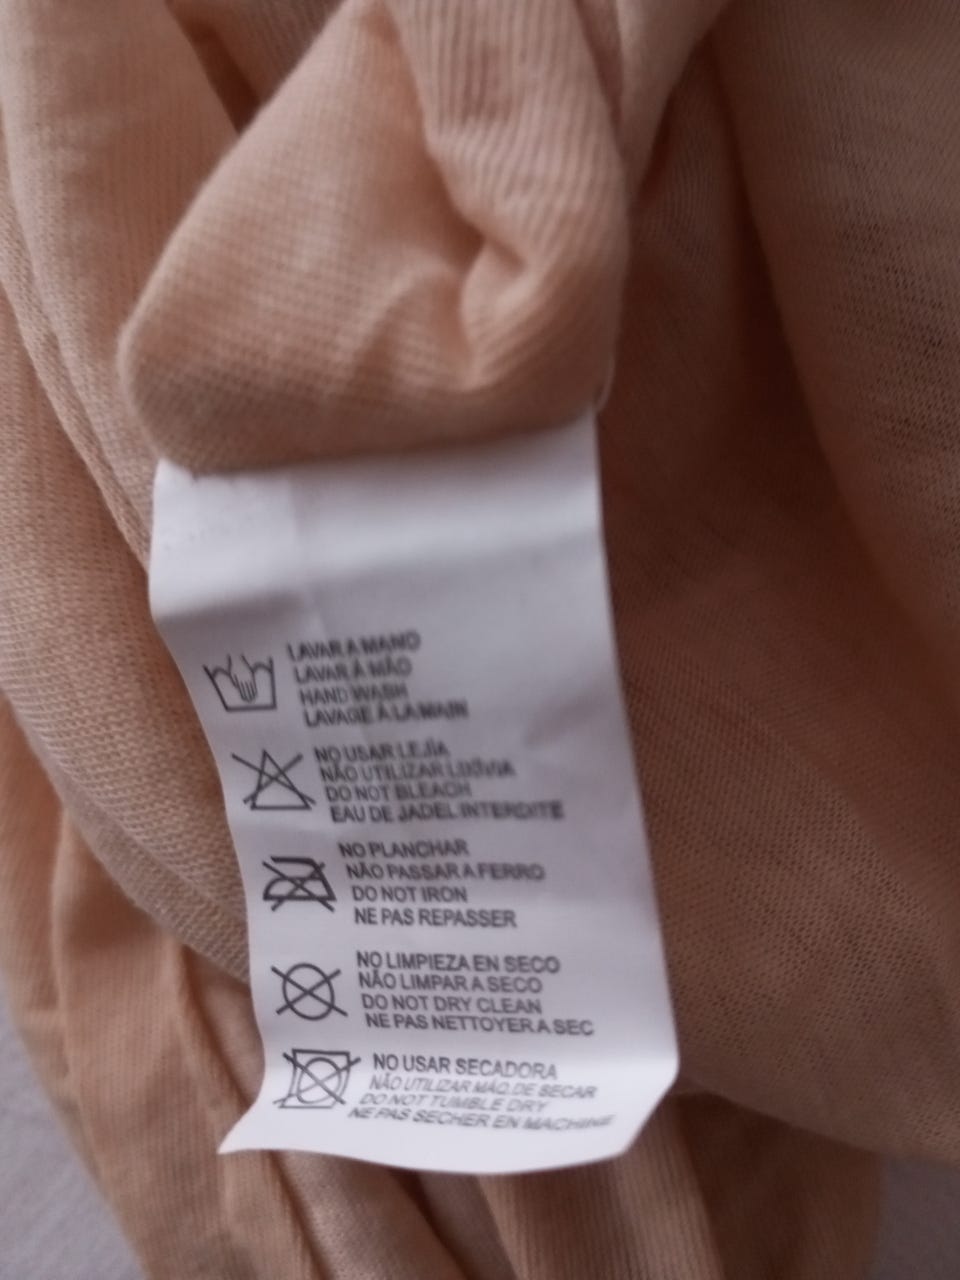 LAVAR A MANO
LAVAR À MÃO
HAND WASH
LAVAGE A LA MAIN
NO USAR LEJÍA
NÃO UTILIZAR LIXÍVIA
DO NOT BLEACH
EAU DE JADEL INTERDITE
NO PLANCHAR
NÃO PASSAR A FERRO
DO NOT IRON
NE PAS REPASSER
NO LIMPIEZA EN SECO
NÃO LIMPAR A SECO
DO NOT DRY CLEAN
NE PAS NETTOYER A SEC
NO USAR SECADORA
NÃO UTILIZAR MÁQ. DE SECAR
DO NOT TUMBLE DRY
NE PAS SECHER EN MACHINE